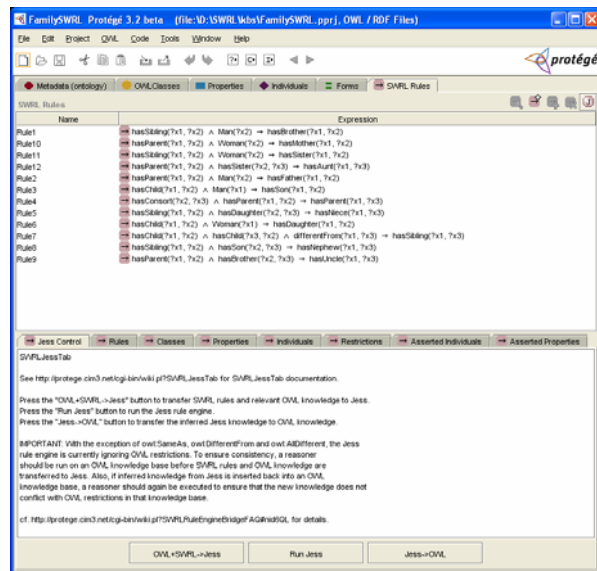 FamilySWRL Protégé 3.2 beta (file:\D:\SWRL\kbs\FamilySWRL.pprj, OWL / RDF Files)
File Edit Project OWL Code Tools Window Help
protégé
Metadata (ontology) OWLClasses Properties Individuals Forms SWRL Rules
SWRL Rules
Name Expression
Rule1 hasSibling(?x1, ?x2) ∧ Man(?x2) → hasBrother(?x1, ?x2)
Rule10 hasParent(?x1, ?x2) ∧ Woman(?x2) → hasMother(?x1, ?x2)
Rule11 hasSibling(?x1, ?x2) ∧ Woman(?x2) → hasSister(?x1, ?x2)
Rule12 hasParent(?x1, ?x2) ∧ hasSister(?x2, ?x3) → hasAunt(?x1, ?x3)
Rule2 hasParent(?x1, ?x2) ∧ Man(?x2) → hasFather(?x1, ?x2)
Rule3 hasChild(?x1, ?x2) ∧ Man(?x1) → hasSon(?x1, ?x2)
Rule4 hasConsort(?x2, ?x3) ∧ hasParent(?x1, ?x2) → hasParent(?x1, ?x3)
Rule5 hasSibling(?x1, ?x2) ∧ hasDaughter(?x2, ?x3) → hasNiece(?x1, ?x3)
Rule6 hasChild(?x1, ?x2) ∧ Woman(?x1) → hasDaughter(?x1, ?x2)
Rule7 hasChild(?x1, ?x2) ∧ hasChild(?x3, ?x2) ∧ differentFrom(?x1, ?x3) → hasSibling(?x1, ?x3)
Rule8 hasSibling(?x1, ?x2) ∧ hasSon(?x2, ?x3) → hasNephew(?x1, ?x3)
Rule9 hasParent(?x1, ?x2) ∧ hasBrother(?x2, ?x3) → hasUncle(?x1, ?x3)
Jess Control Rules Classes Properties Individuals Restrictions Asserted Individuals Asserted Properties
SWRLJessTab
See http://protege.cim3.net/cgi-bin/wiki.pl?SWRLJessTab for SWRLJessTab documentation.
Press the "OWL+SWRL->Jess" button to transfer SWRL rules and relevant OWL knowledge to Jess.
Press the "Run Jess" button to run the Jess rule engine.
Press the "Jess->OWL" button to transfer the inferred Jess knowledge to OWL knowledge.
IMPORTANT: With the exception of owl:SameAs, owl:DifferentFrom and owl:AllDifferent, the Jess
rule engine is currently ignoring OWL restrictions. To ensure consistency, a reasoner
should be run on an OWL knowledge base before SWRL rules and OWL knowledge are
transferred to Jess. Also, if inferred knowledge from Jess is inserted back into an OWL
knowledge base, a reasoner should again be executed to ensure that the new knowledge does not
conflict with OWL restrictions in that knowledge base.
cf. http://protege.cim3.net/cgi-bin/wiki.pl?SWRLRuleEngineBridgeFAQ#nid6QL for details.
OWL+SWRL->Jess Run Jess Jess->OWL